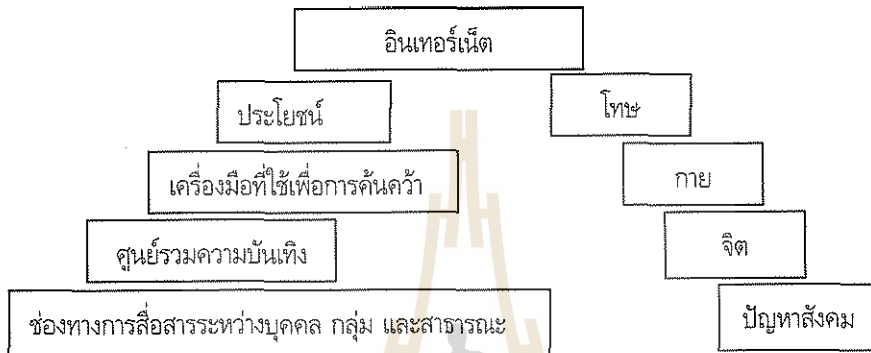 อินเทอร์เน็ต
ประโยชน์
โทษ
เครื่องมือที่ใช้เพื่อการค้นคว้า
กาย
ศูนย์รวมความบันเทิง
จิต
ช่องทางการสื่อสารระหว่างบุคคล กลุ่ม และสาธารณะ
ปัญหาสังคม